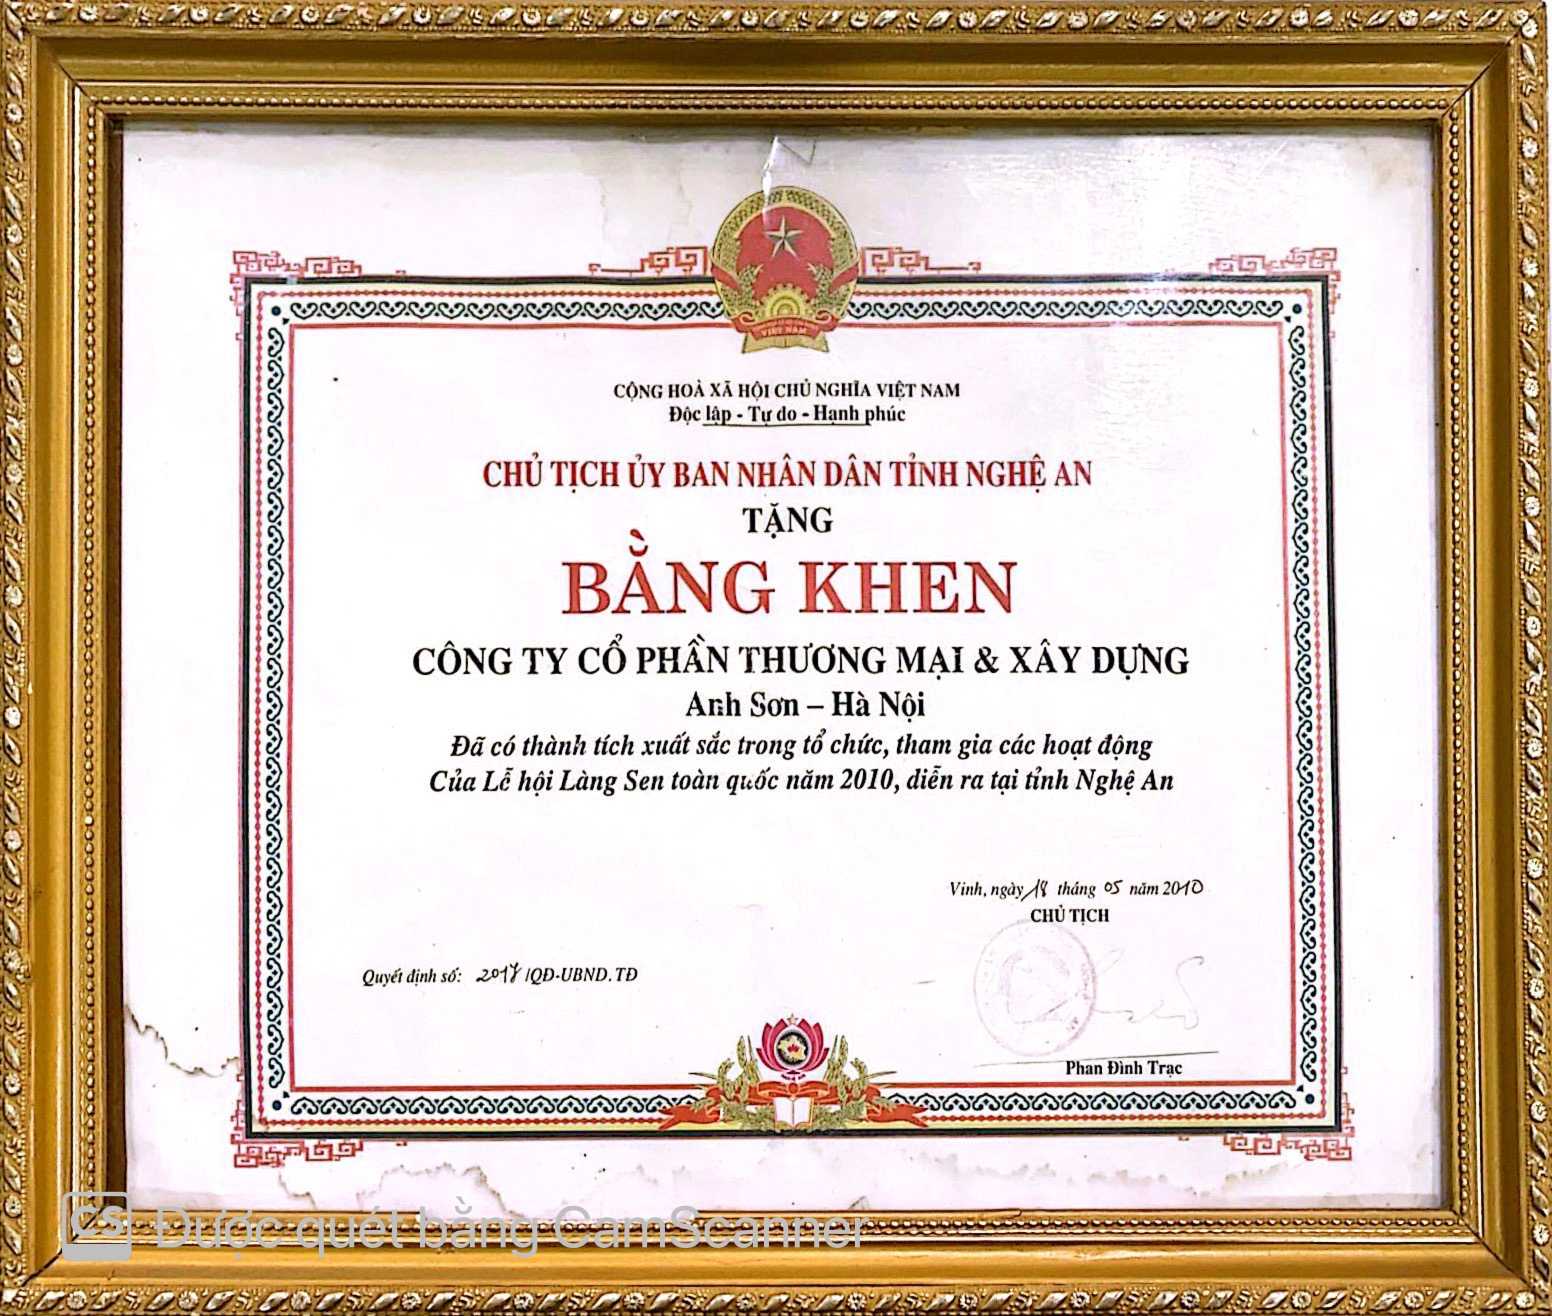 VIỆT NAM
CỘNG HOÀ XÃ HỘI CHỦ NGHĨA VIỆT NAM
Độc lập - Tự do - Hạnh phúc
CHỦ TỊCH ỦY BAN NHÂN DÂN TỈNH NGHỆ AN
TẶNG
BẰNG KHEN
CÔNG TY CỔ PHẦN THƯƠNG MẠI & XÂY DỰNG
Anh Sơn – Hà Nội
Đã có thành tích xuất sắc trong tổ chức, tham gia các hoạt động
Của Lễ hội Làng Sen toàn quốc năm 2010, diễn ra tại tỉnh Nghệ An
Vinh, ngày 18 tháng 05 năm 2010
CHỦ TỊCH
Quyết định số: /QĐ-UBND.TĐ
Phan Đình Trạc
CS Được quét bằng CamScanner